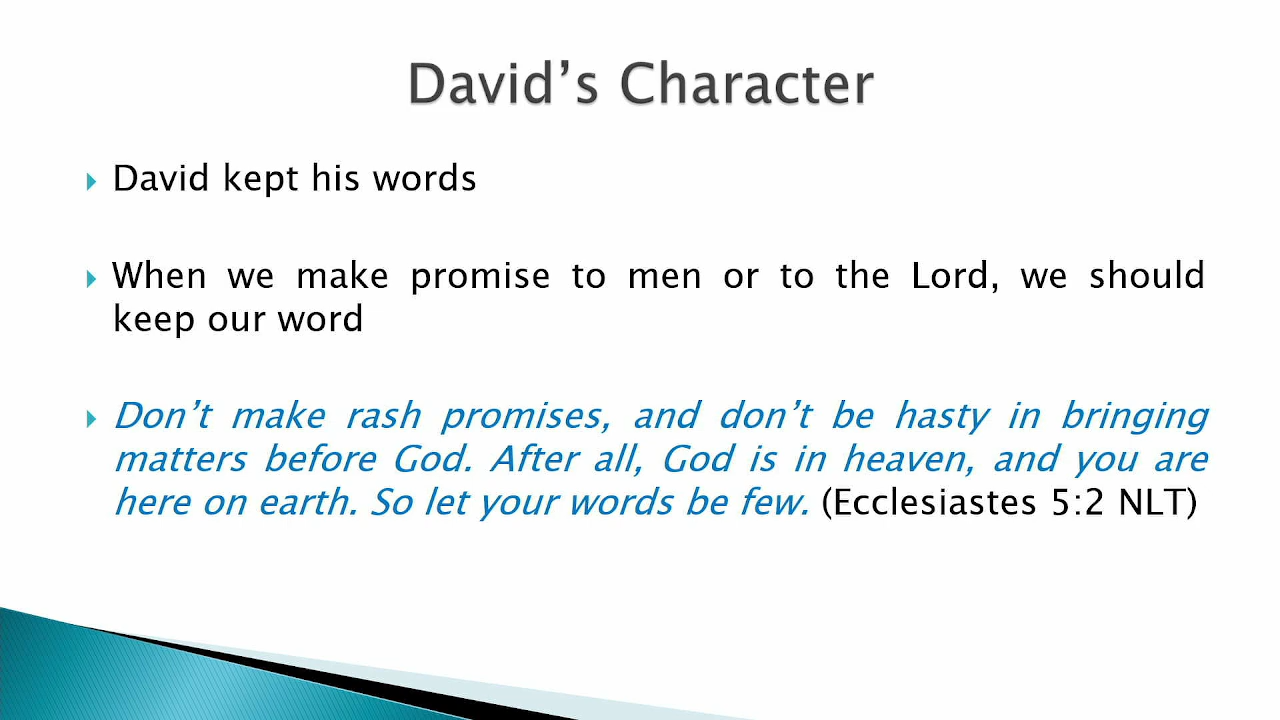 David’s Character
David kept his words
When we make promise to men or to the Lord, we should
keep our word
Don’t make rash promises, and don’t be hasty in bringing
matters before God. After all, God is in heaven, and you are
here on earth. So let your words be few. (Ecclesiastes 5:2 NLT)